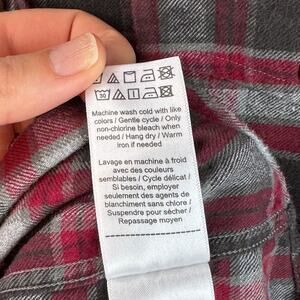 30
Machine wash cold with like
colors / Gentle cycle / Only
non-chlorine bleach when
needed / Hang dry / Warm
iron if needed
Lavage en machine à froid
avec des couleurs
semblables / Cycle délicat /
Si besoin, employer
seulement des agents de
blanchiment sans chlore /
Suspendre pour sécher /
Repassage moyen